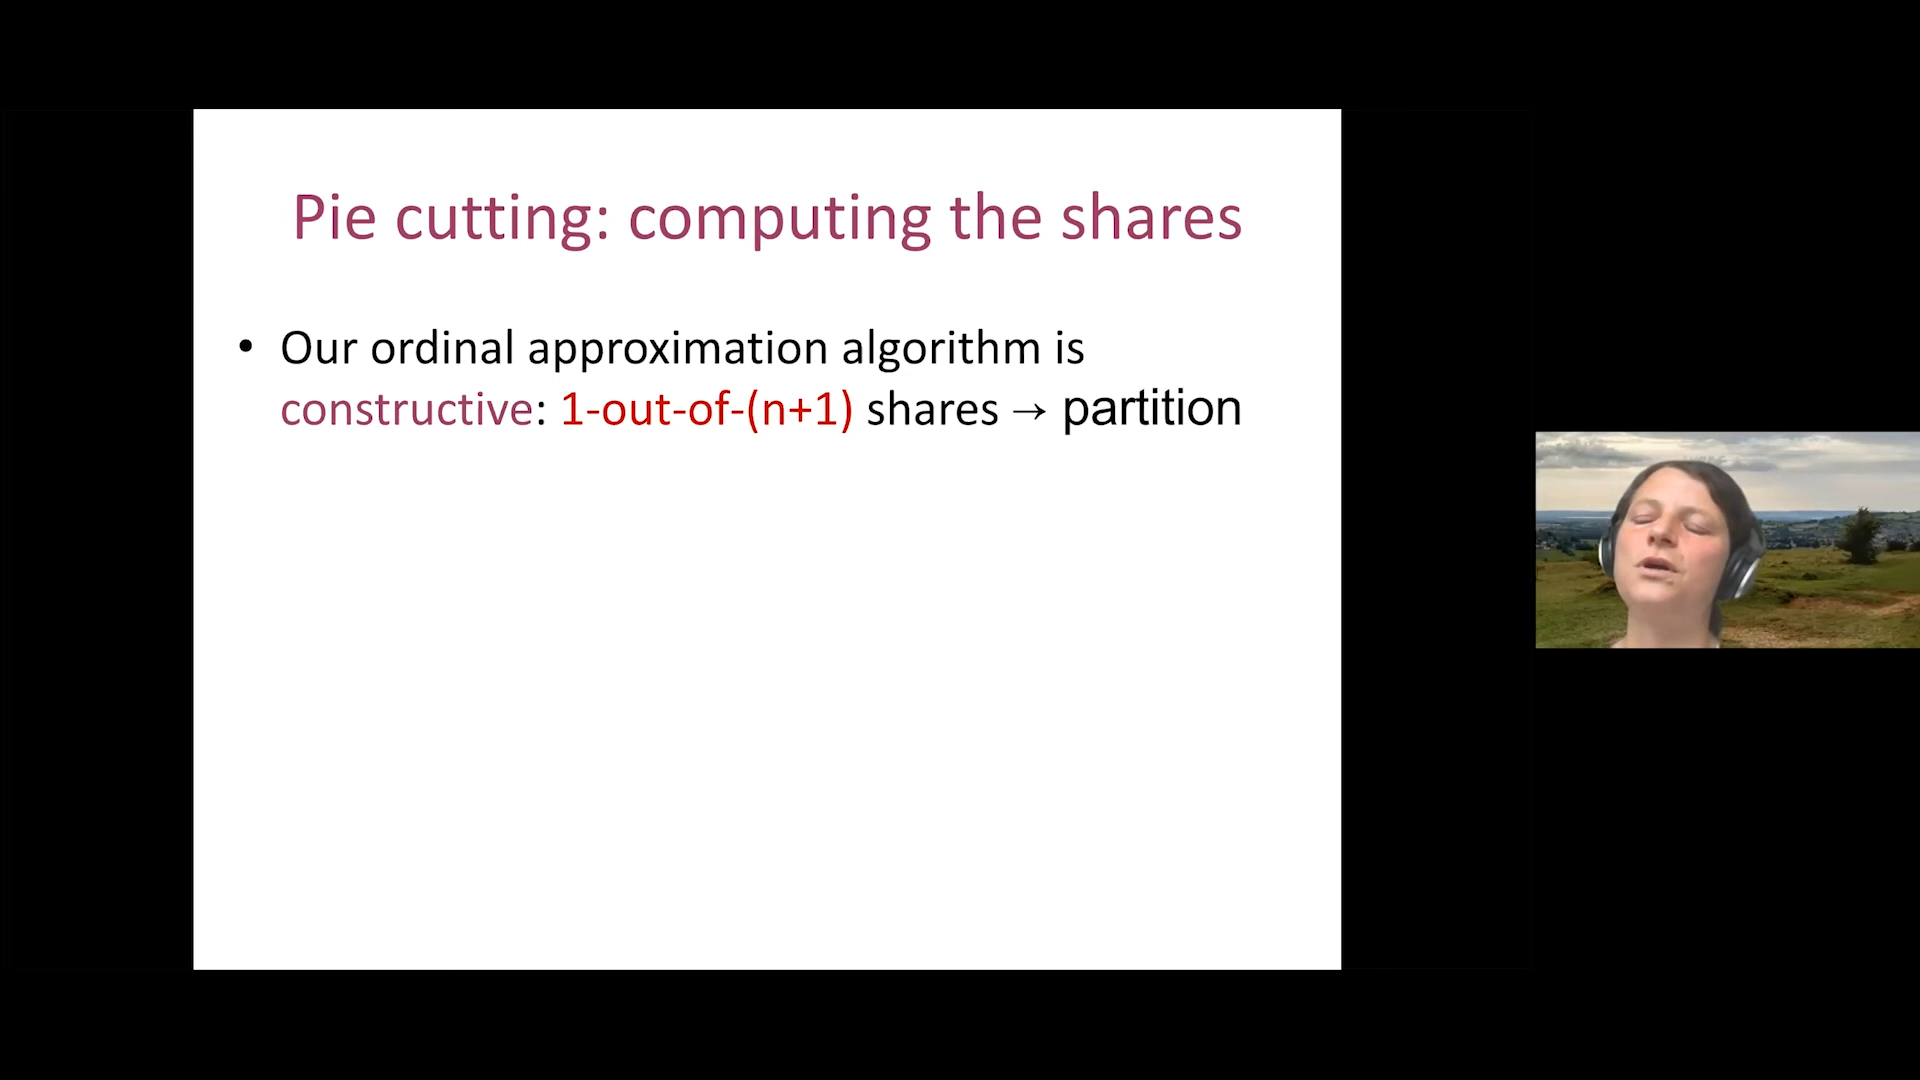 Pie cutting: computing the shares
• Our ordinal approximation algorithm is
constructive: 1-out-of-(n+1) shares → partition